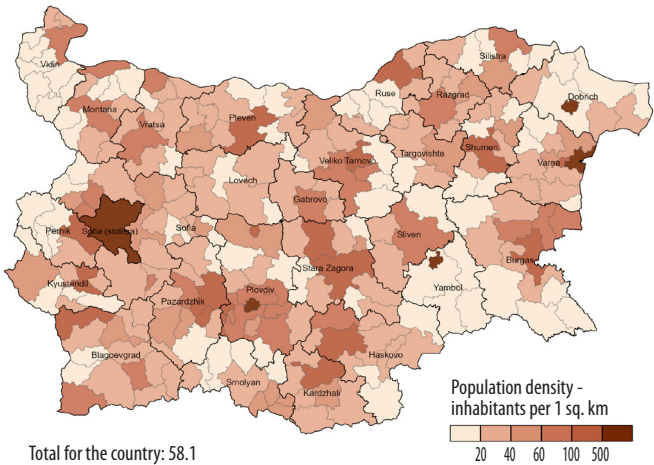 Vidin
Silistra
Ruse
Dobrich
Montana
Razgrad
Vratsa
Pleven
Shumen
Veliko Tarnovo
Targovishte
Varna
Lovech
Gabrovo
Pernik
Sofia (stolitsa)
Sofia
Sliven
Burgas
Stara Zagora
Kyustendil
Plovdiv
Yambol
Pazardzhik
Blagoevgrad
Haskovo
Smolyan
Kardzhali
Population density -
inhabitants per 1 sq. km
20 40 60 100 500
Total for the country: 58.1